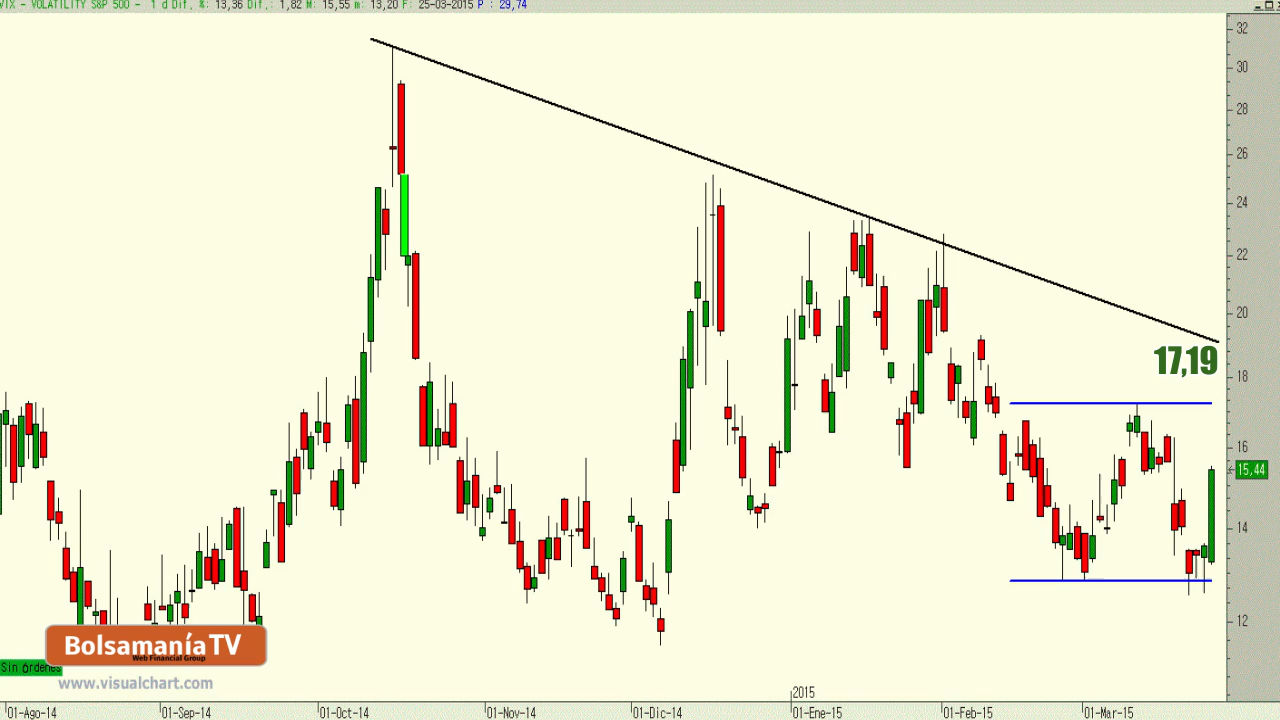 VIX - VOLATILITY S&P 500 - 1 d Dif. %: 13,36 Dif.: 1,82 M: 15,55 m: 13,20 F: 25-03-2015 P : 29,74
32
30
28
26
24
22
20
17,19
18
16
15,44
14
12
BolsamaníaTV
Web Financial Group
Sin órdenes
www.visualchart.com
2015
01-Ago-14 01-Sep-14 01-Oct-14 01-Nov-14 01-Dic-14 01-Ene-15 01-Feb-15 01-Mar-15